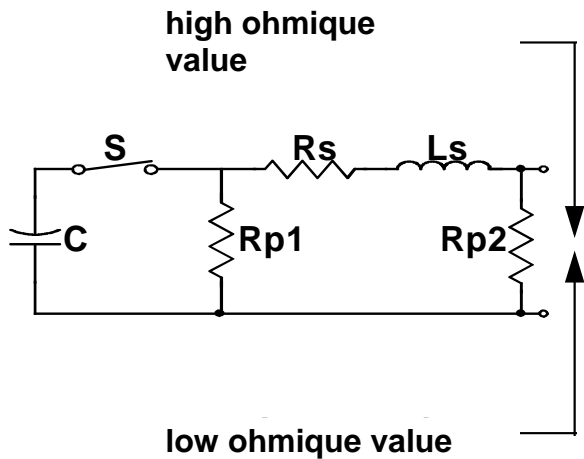 high ohmique
value
S
Rs
Ls
C
Rp1
Rp2
low ohmique value